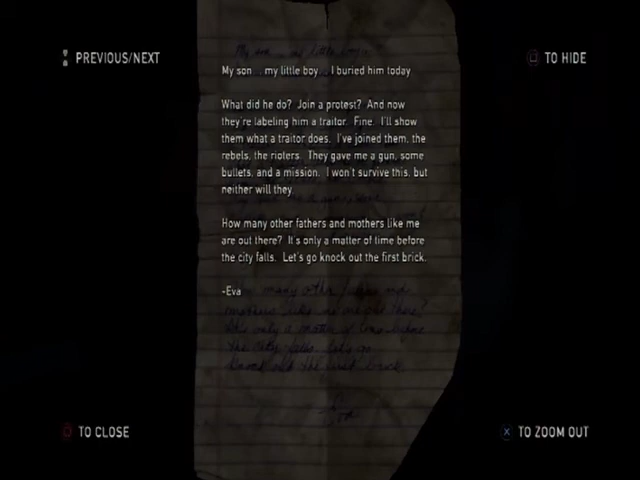 PREVIOUS/NEXT
TO HIDE
My son... my little boy... I buried him today
What did he do? Join a protest? And now
they're labeling him a traitor. Fine. I'll show
them what a traitor does. I've joined them, the
rebels, the rioters. They gave me a gun, some
bullets, and a mission. I won't survive this, but
neither will they.
How many other fathers and mothers like me
are out there? It's only a matter of time before
the city falls. Let's go knock out the first brick.
-Eva
TO CLOSE
TO ZOOM OUT